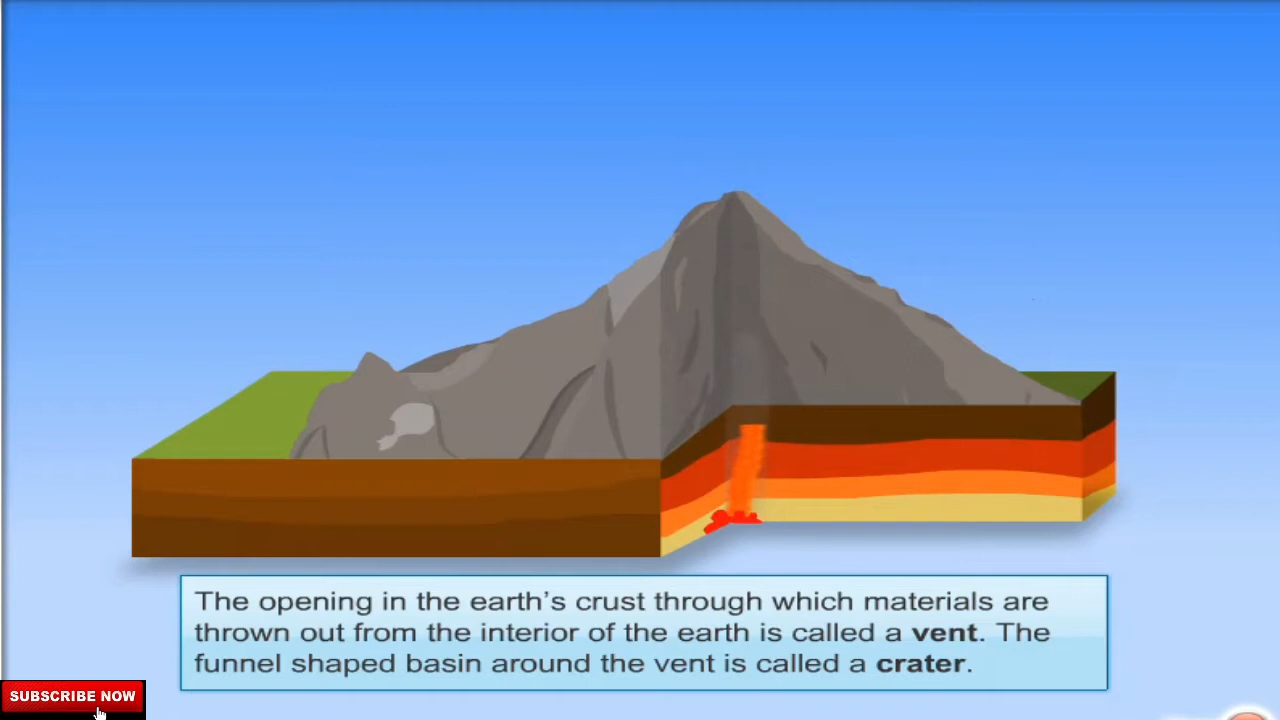 The opening in the earth's crust through which materials are
thrown out from the interior of the earth is called a vent. The
funnel shaped basin around the vent is called a crater.
SUBSCRIBE NOW